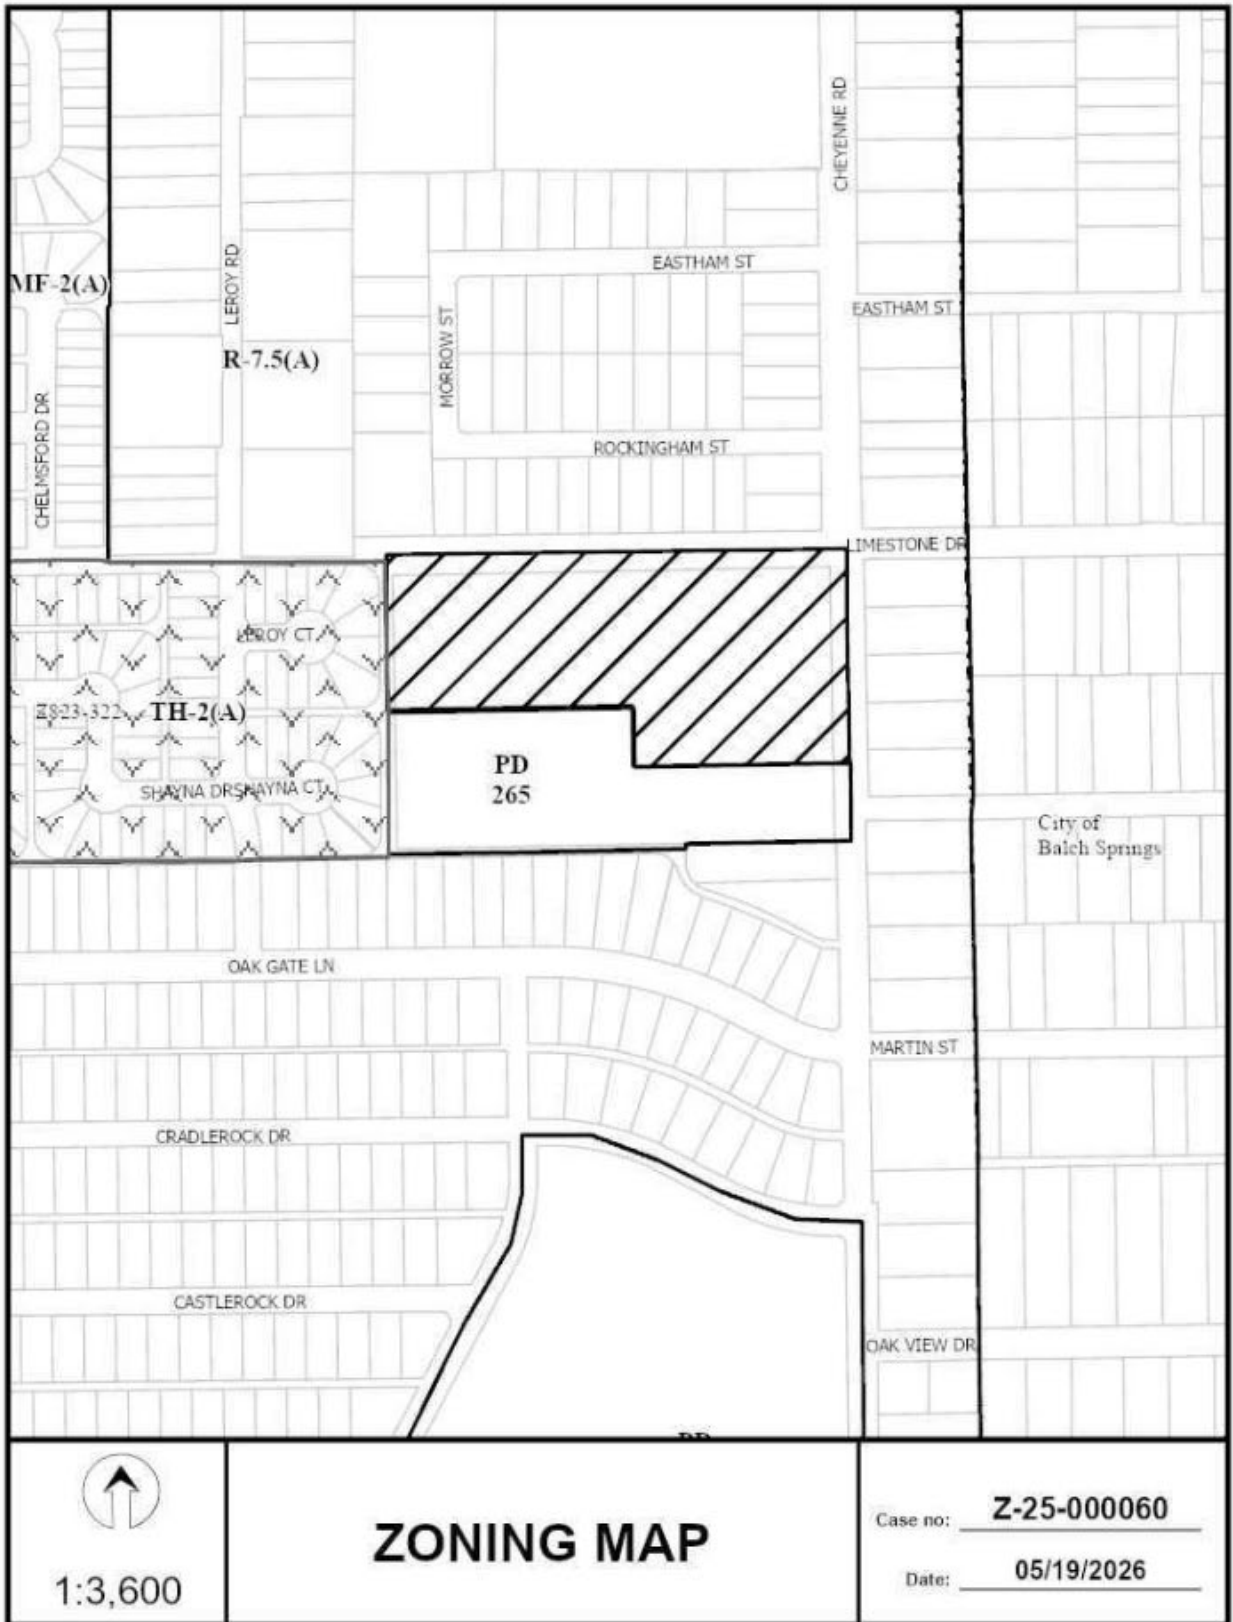 CHEYENNE RD
EASTHAM ST
MF-2(A)
LEROY RD
EASTHAM ST
MORROW ST
R-7.5(A)
CHELMSFORD DR
ROCKINGHAM ST
LIMESTONE DR
LEROY CT
Z823-322
TH-2(A)
PD
265
SHAYNA DR
SHAYNA CT
City of
Balch Springs
OAK GATE LN
MARTIN ST
CRADLEROCK DR
CASTLEROCK DR
OAK VIEW DR
1:3,600
ZONING MAP
Case no: Z-25-000060
Date: 05/19/2026